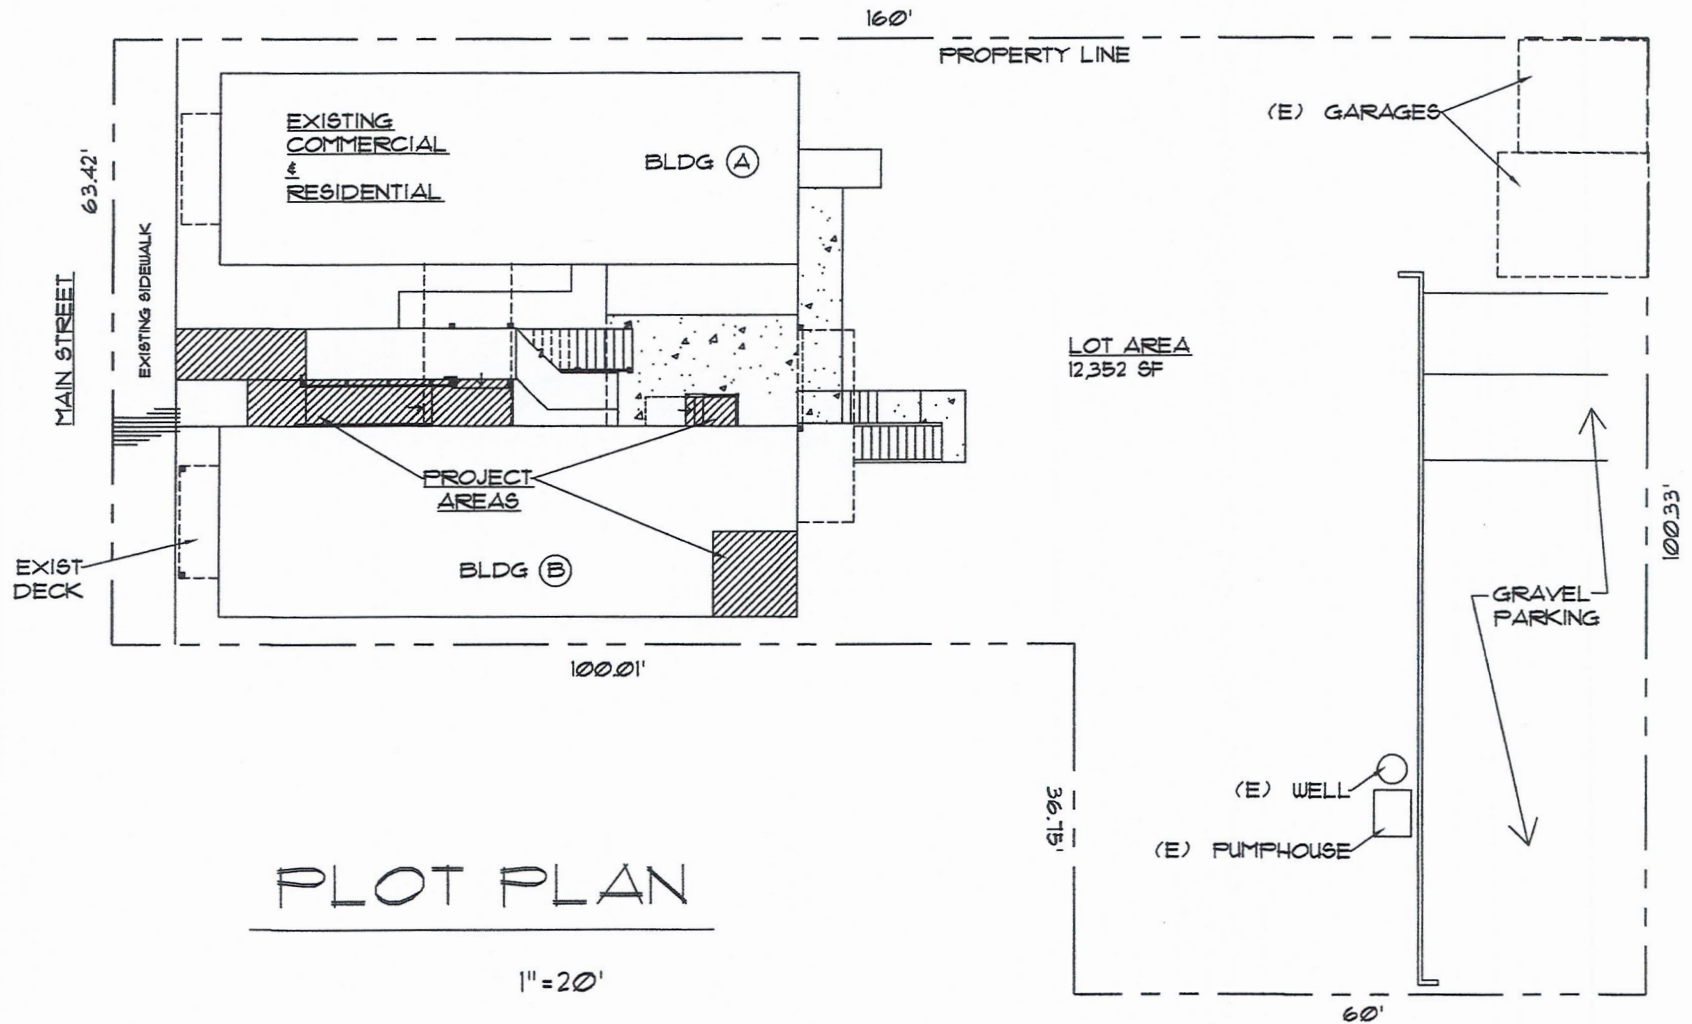 160'
PROPERTY LINE
(E) GARAGES
EXISTING
COMMERCIAL
&
RESIDENTIAL
BLDG A
63.42'
EXISTING SIDEWALK
MAIN STREET
LOT AREA
12,352 SF
PROJECT
AREAS
BLDG B
EXIST
DECK
100.01'
100.33'
GRAVEL
PARKING
36.75'
(E) WELL
(E) PUMPHOUSE
PLOT PLAN
1"=20'
60'